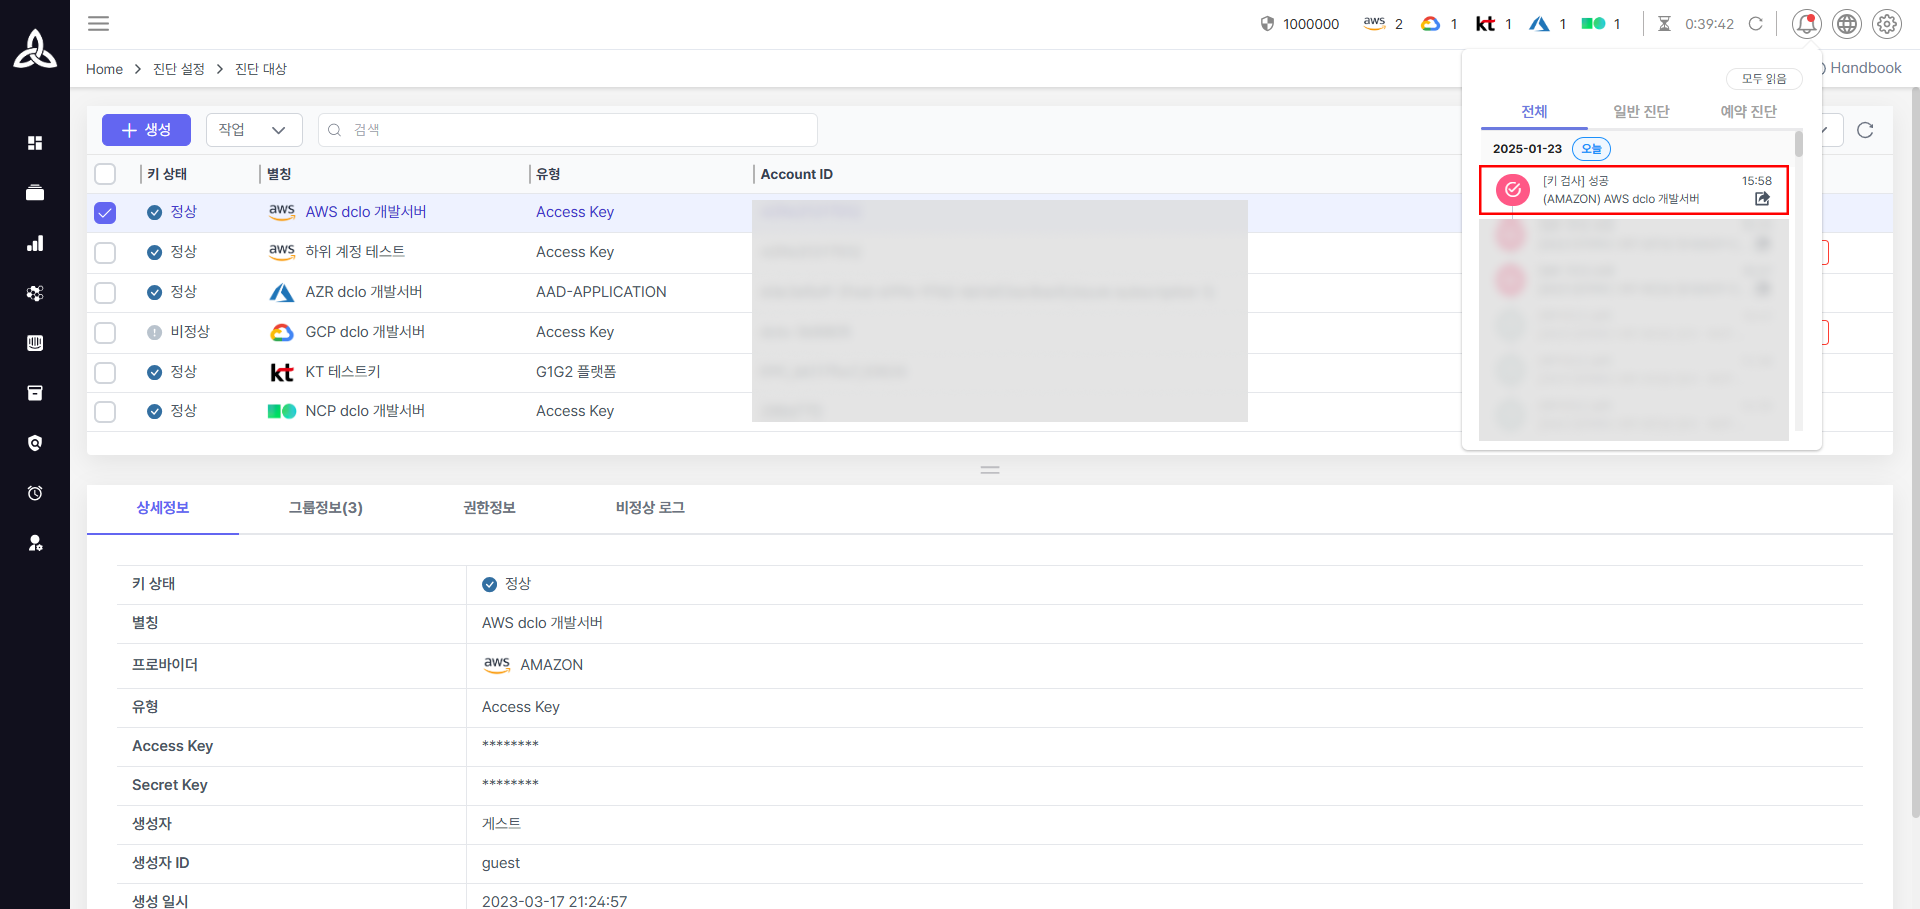 1000000 aws 2 1 kt 1 1 1 0:39:42
Home > 진단 설정 > 진단 대상
Handbook
모두 읽음
전체 일반 진단 예약 진단
2025-01-23 오늘
[키 검사] 성공 15:58
(AMAZON) AWS dclo 개발서버
+ 생성 작업 검색
키 상태 별칭 유형 Account ID
정상 aws AWS dclo 개발서버 Access Key
정상 aws 하위 계정 테스트 Access Key
정상 AZR dclo 개발서버 AAD-APPLICATION
비정상 GCP dclo 개발서버 Access Key
정상 kt KT 테스트키 G1G2 플랫폼
정상 NCP dclo 개발서버 Access Key
상세정보 그룹정보(3) 권한정보 비정상 로그
키 상태 정상
별칭 AWS dclo 개발서버
프로바이더 aws AMAZON
유형 Access Key
Access Key ********
Secret Key ********
생성자 게스트
생성자 ID guest
생성 일시 2023-03-17 21:24:57